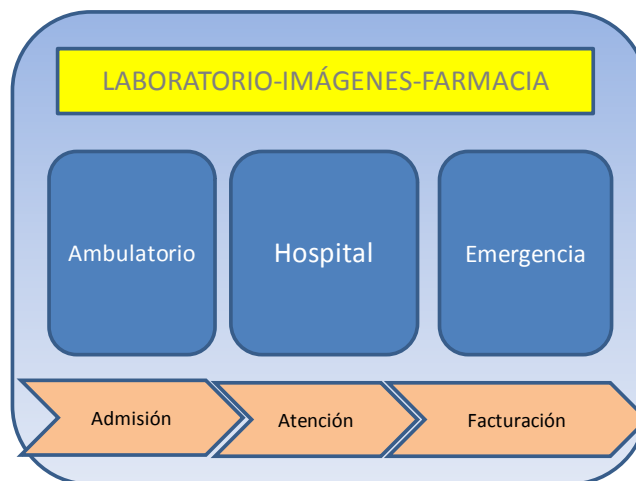 LABORATORIO-IMÁGENES-FARMACIA
Ambulatorio
Hospital
Emergencia
Admisión
Atención
Facturación